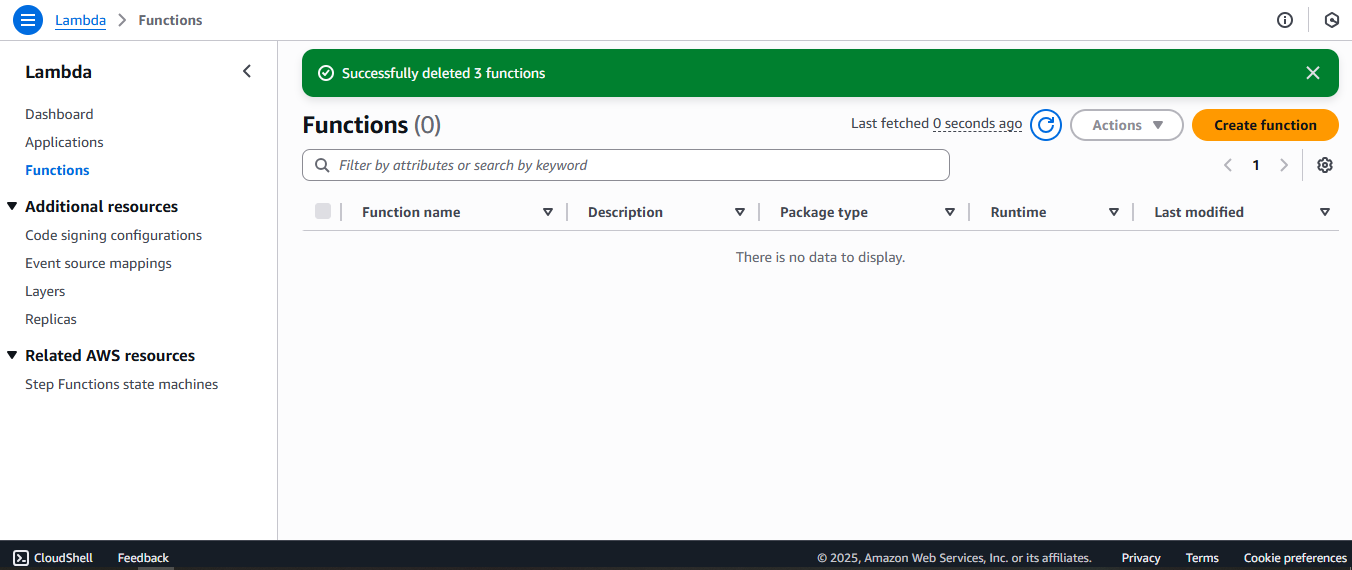 Lambda > Functions
Lambda
Dashboard
Applications
Functions
Additional resources
Code signing configurations
Event source mappings
Layers
Replicas
Related AWS resources
Step Functions state machines
Successfully deleted 3 functions
Functions (0)
Last fetched 0 seconds ago
Actions
Create function
Filter by attributes or search by keyword
1
Function name Description Package type Runtime Last modified
There is no data to display.
CloudShell Feedback © 2025, Amazon Web Services, Inc. or its affiliates. Privacy Terms Cookie preferences